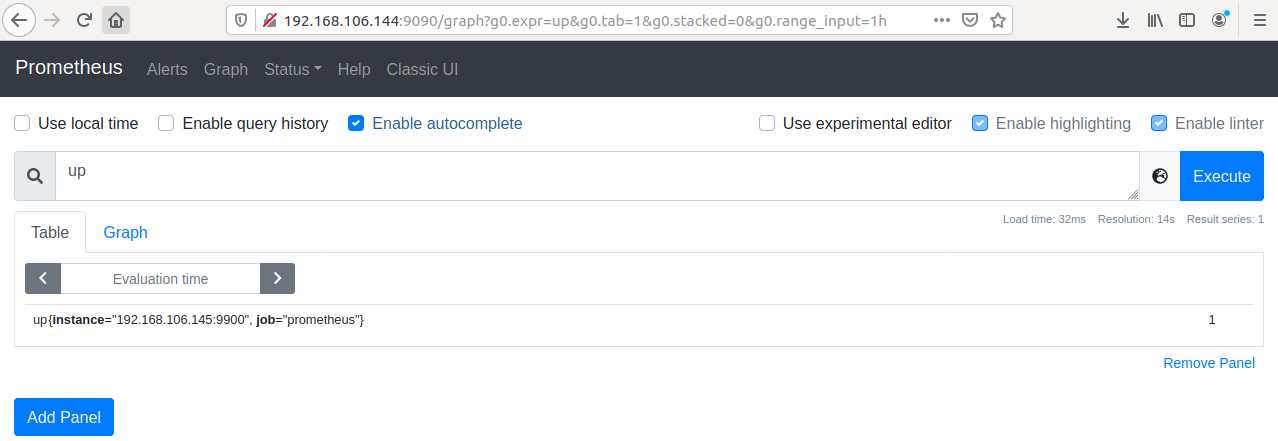 192.168.106.144:9090/graph?g0.expr=up&g0.tab=1&g0.stacked=0&g0.range_input=1h
Prometheus Alerts Graph Status Help Classic UI
Use local time Enable query history Enable autocomplete Use experimental editor Enable highlighting Enable linter
up Execute
Load time: 32ms Resolution: 14s Result series: 1
Table Graph
Evaluation time
up{instance="192.168.106.145:9900", job="prometheus"} 1
Remove Panel
Add Panel